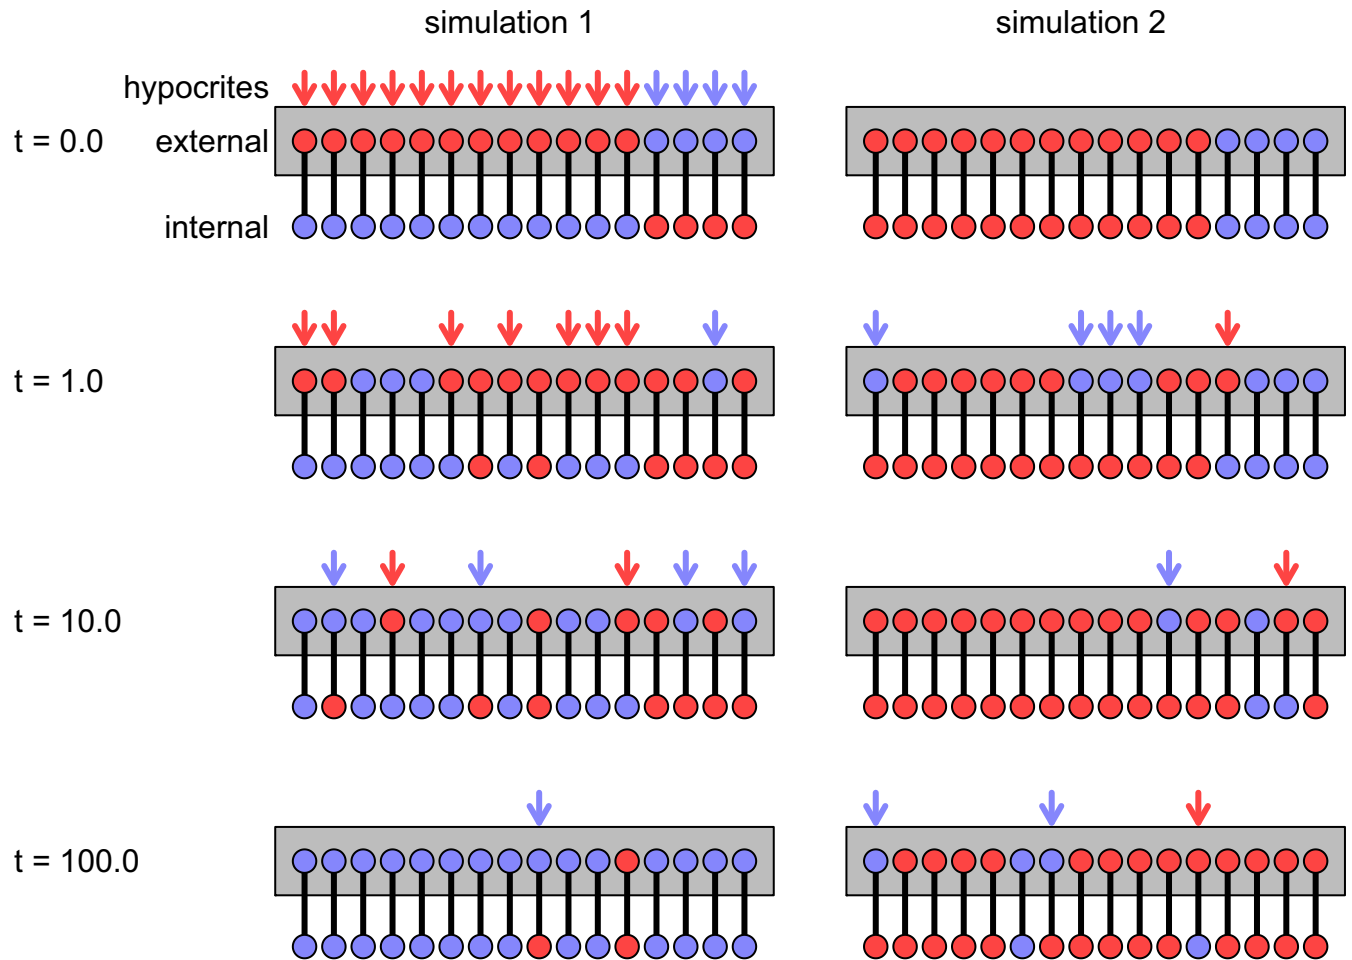 simulation 1
simulation 2
hypocrites
t = 0.0
external
internal
t = 1.0
t = 10.0
t = 100.0